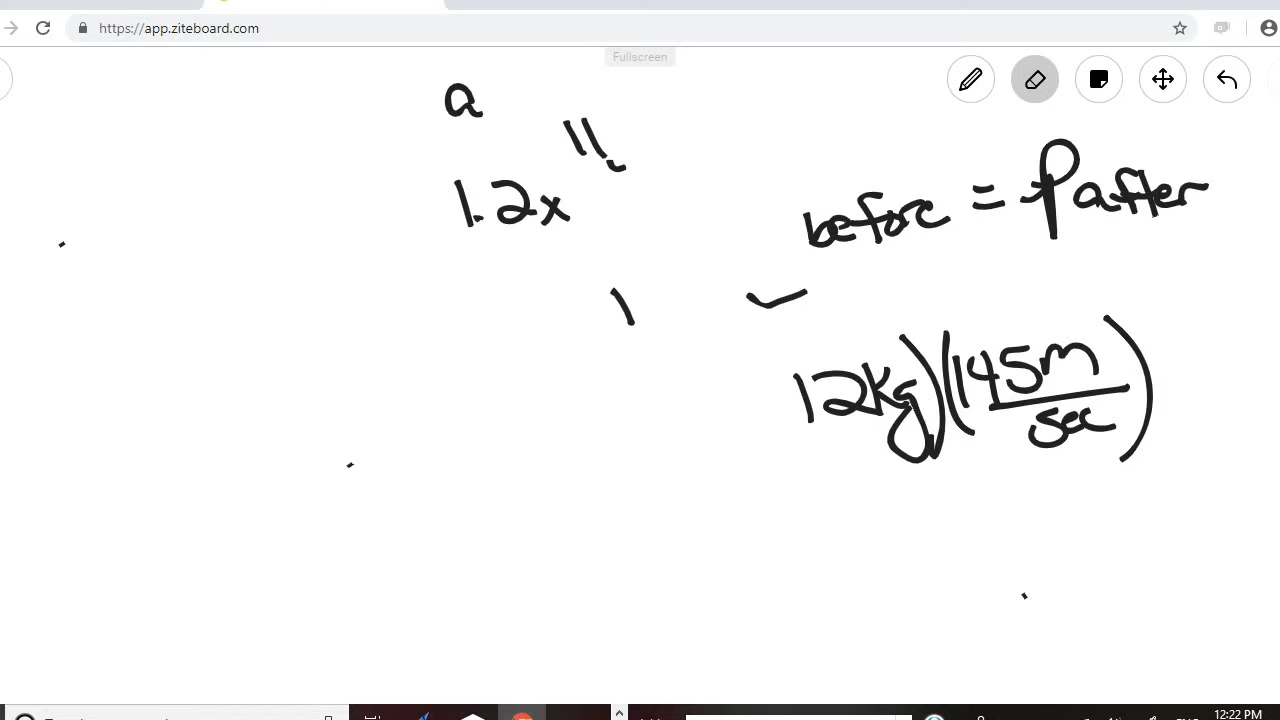 https://app.ziteboard.com
Fullscreen
a
1.2x
before = Pafter
12kg)(145m/sec)
12:22 PM